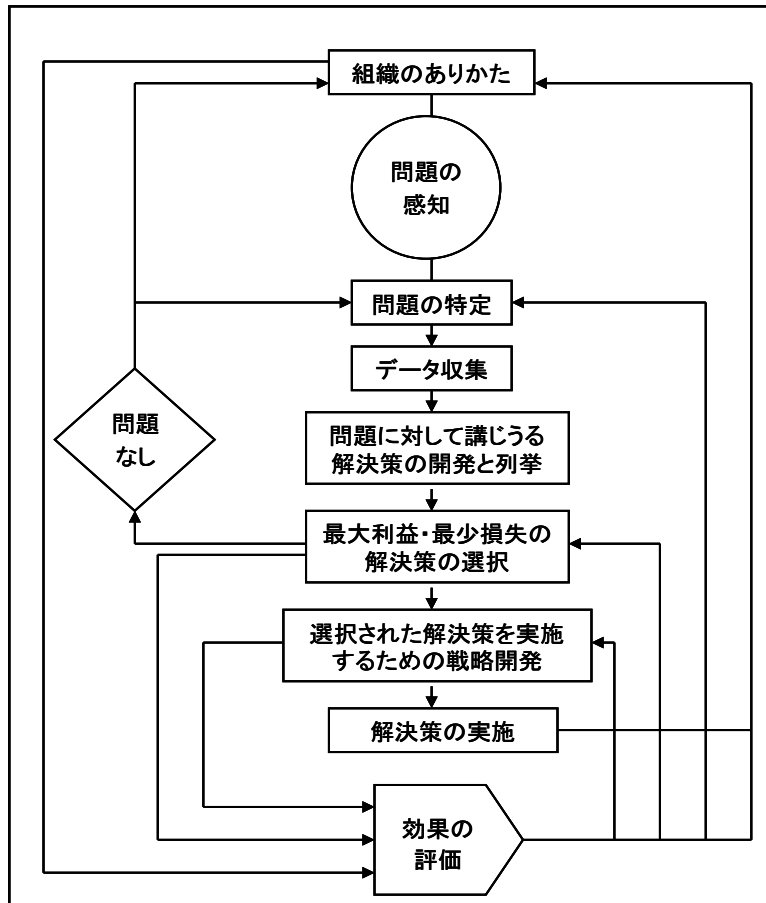 組織のありかた
問題の
感知
問題の特定
データ収集
問題
なし
問題に対して講じうる
解決策の開発と列挙
最大利益・最少損失の
解決策の選択
選択された解決策を実施
するための戦略開発
解決策の実施
効果の
評価